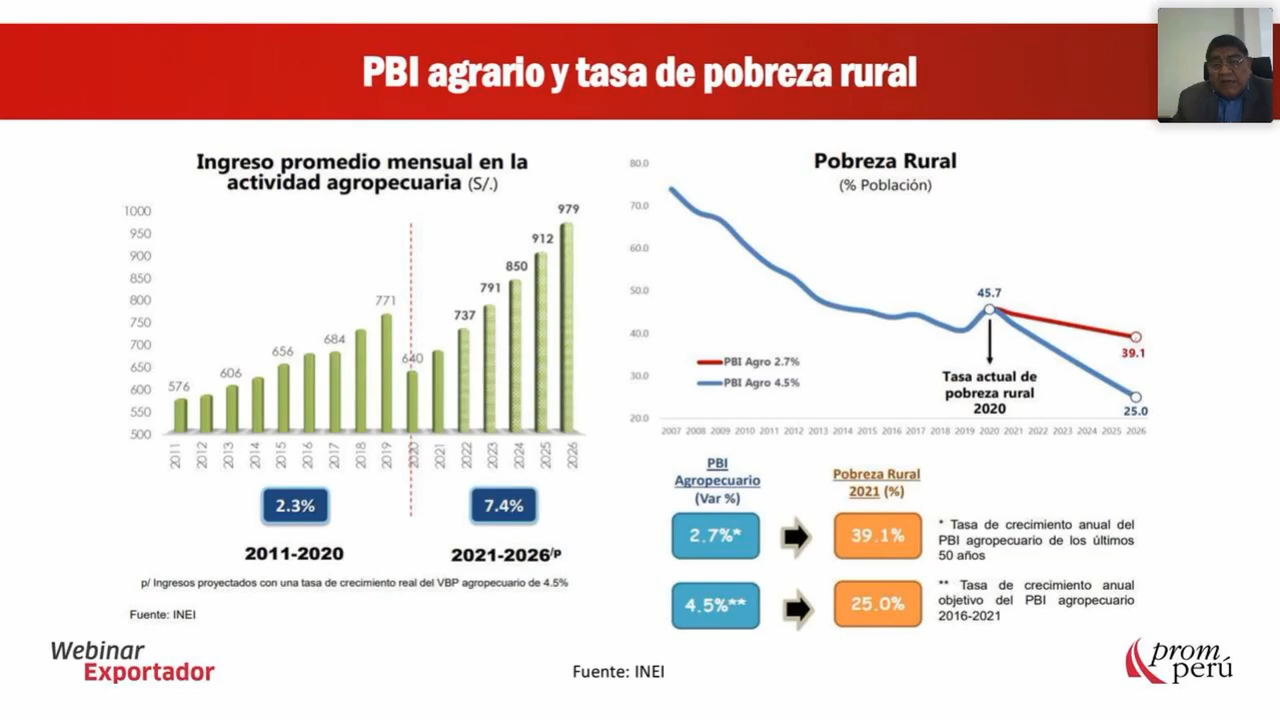 PBI agrario y tasa de pobreza rural
Ingreso promedio mensual en la
actividad agropecuaria (S/.)
1000
950
900
850
800
750
700
650
600
550
500
576
606
656
684
771
640
737
791
850
912
979
2011
2012
2013
2014
2015
2016
2017
2018
2019
2020
2021
2022
2023
2024
2025
2026
2.3%
7.4%
2011-2020
2021-2026/p
p/ Ingresos proyectados con una tasa de crecimiento real del VBP agropecuario de 4.5%
Fuente: INEI
Pobreza Rural
(% Población)
80.0
70.0
60.0
50.0
40.0
30.0
20.0
45.7
39.1
25.0
PBI Agro 2.7%
PBI Agro 4.5%
Tasa actual de
pobreza rural
2020
2007 2008 2009 2010 2011 2012 2013 2014 2015 2016 2017 2018 2019 2020 2021 2022 2023 2024 2025 2026
PBI
Agropecuario
(Var %)
Pobreza Rural
2021 (%)
2.7%*
39.1%
* Tasa de crecimiento anual del
PBI agropecuario de los últimos
50 años
4.5%**
25.0%
** Tasa de crecimiento anual
objetivo del PBI agropecuario
2016-2021
Webinar
Exportador
Fuente: INEI
prom
perú